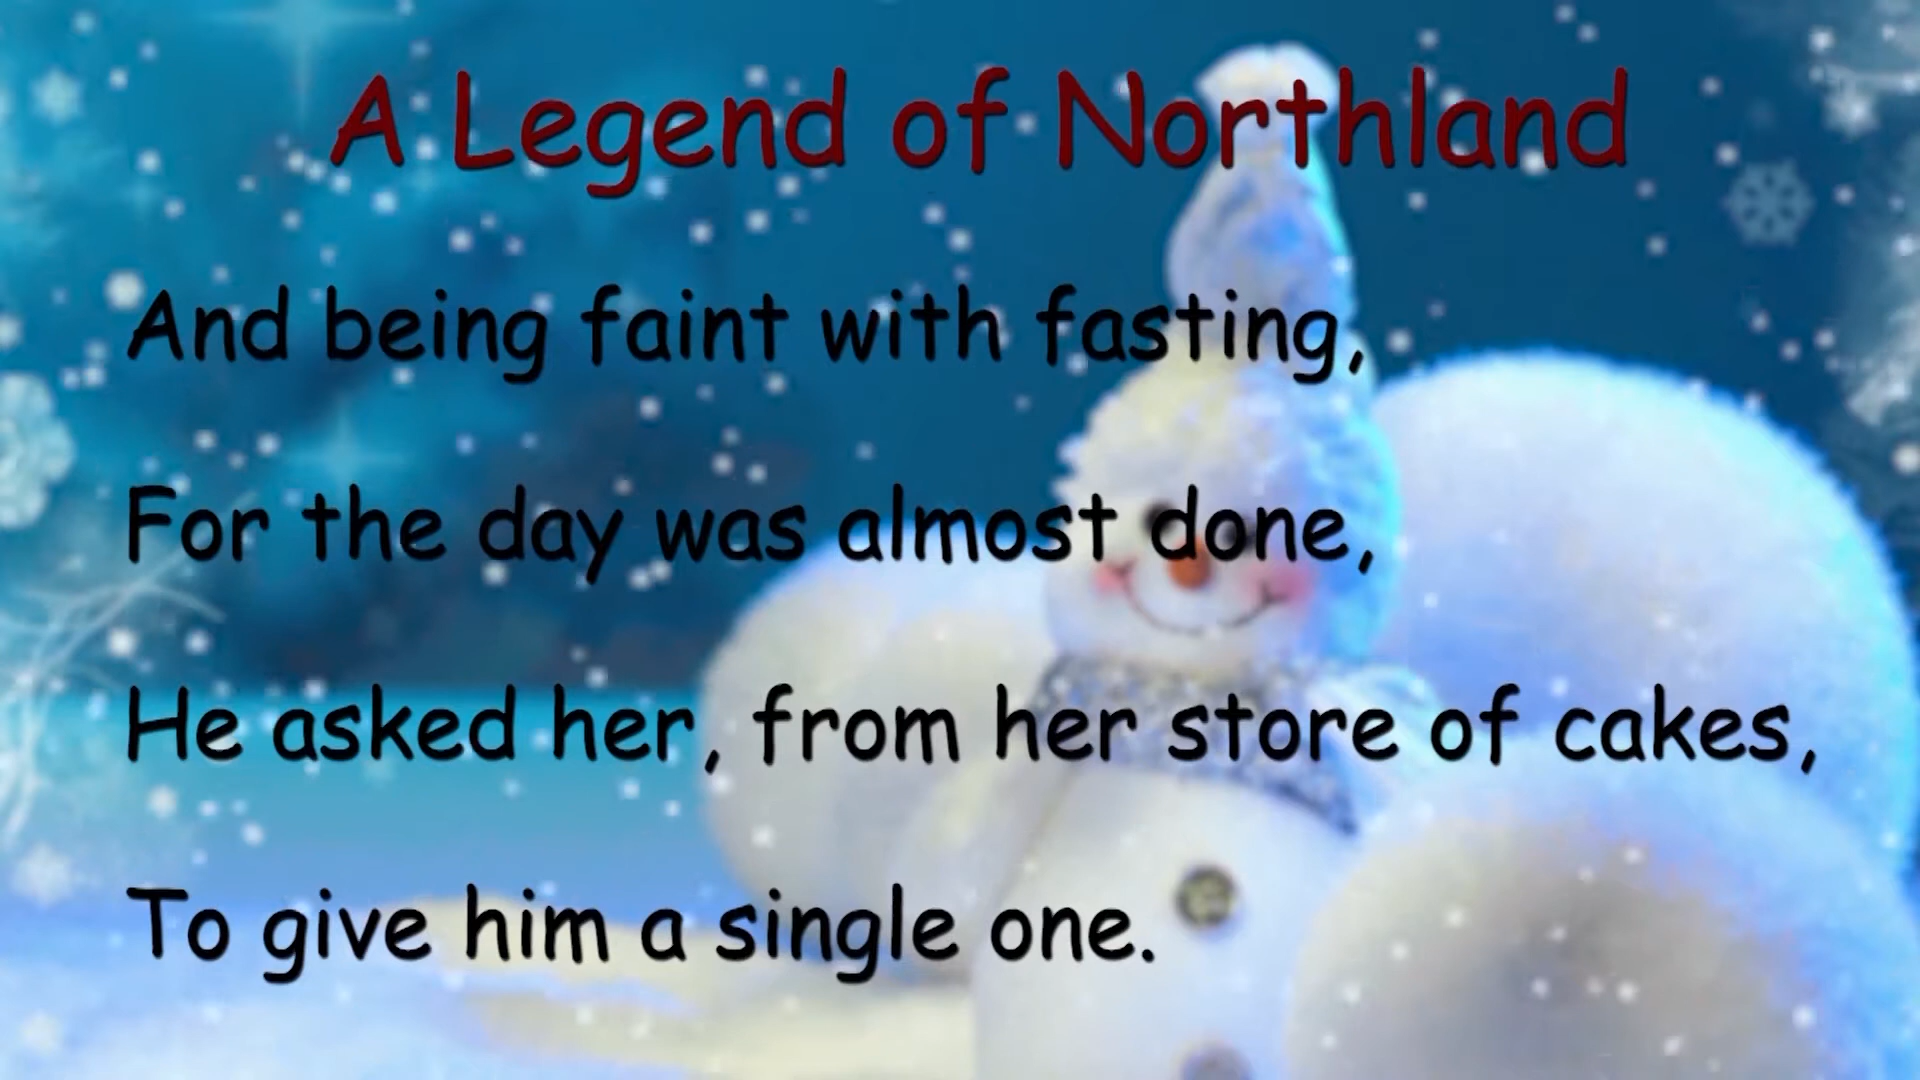 A Legend of Northland
And being faint with fasting,
For the day was almost done,
He asked her, from her store of cakes,
To give him a single one.